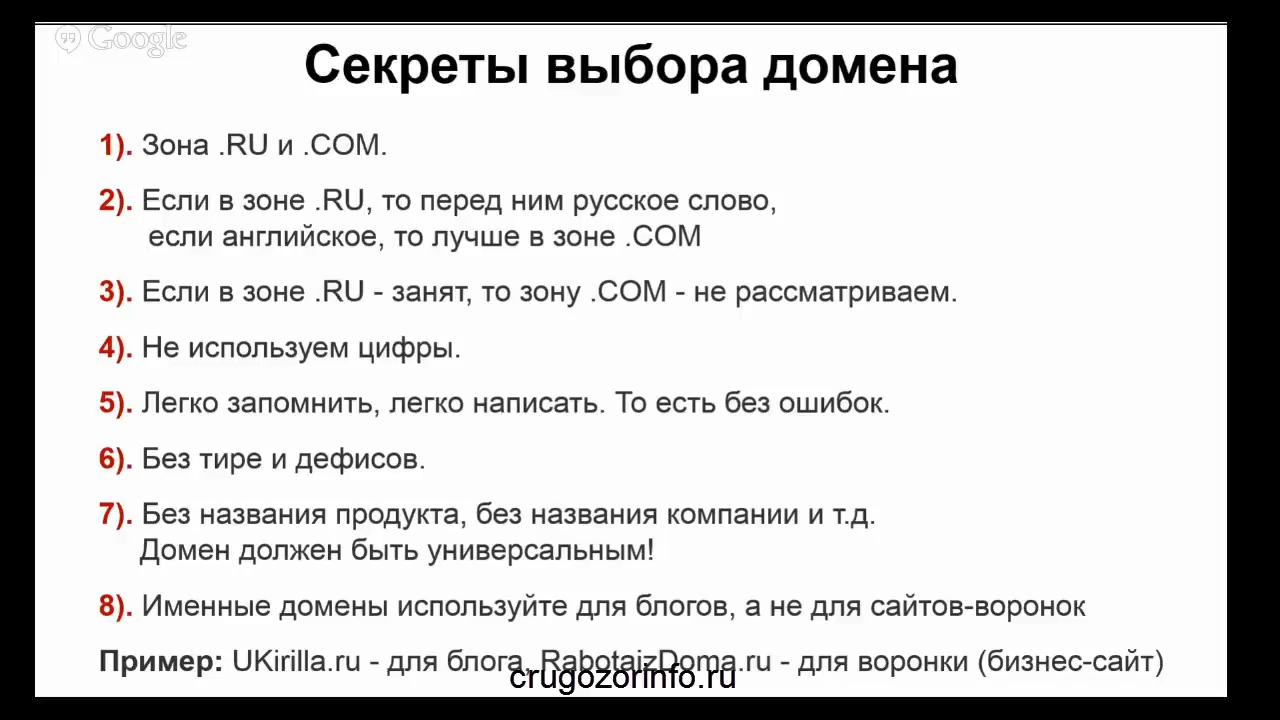 Google
Секреты выбора домена
1). Зона .RU и .COM.
2). Если в зоне .RU, то перед ним русское слово,
если английское, то лучше в зоне .COM
3). Если в зоне .RU - занят, то зону .COM - не рассматриваем.
4). Не используем цифры.
5). Легко запомнить, легко написать. То есть без ошибок.
6). Без тире и дефисов.
7). Без названия продукта, без названия компании и т.д.
Домен должен быть универсальным!
8). Именные домены используйте для блогов, а не для сайтов-воронок
Пример: UKirilla.ru - для блога, RabotaizDoma.ru - для воронки (бизнес-сайт)
crugozorinfo.ru